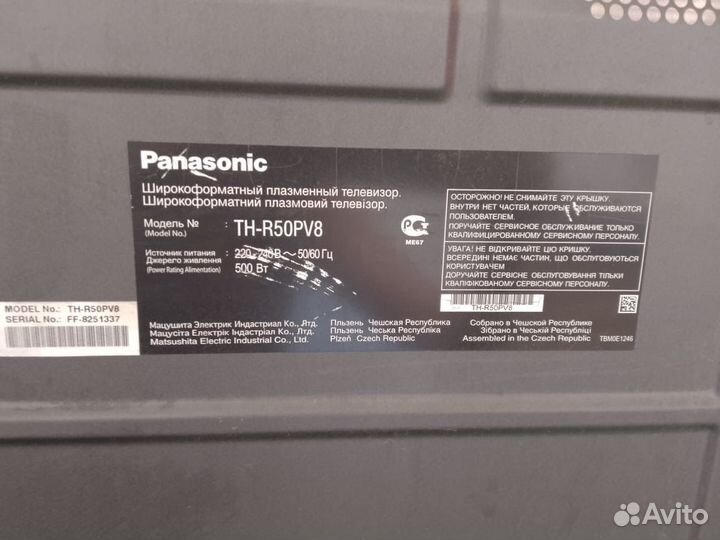 Panasonic
Широкоформатный плазменный телевизор.
Широкоформатний плазмовий телевізор.
Модель № : TH-R50PV8
(Model No.)
Источник питания : 220 - 240 В ~ 50/60 Гц
Джерело живлення
(Power Rating Alimentation) 500 Вт
ME67
ОСТОРОЖНО! НЕ СНИМАЙТЕ ЭТУ КРЫШКУ.
ВНУТРИ НЕТ ЧАСТЕЙ, КОТОРЫЕ ОБСЛУЖИВАЮТСЯ
ПОЛЬЗОВАТЕЛЕМ.
ПОРУЧИТЕ СЕРВИСНОЕ ОБСЛУЖИВАНИЕ ТОЛЬКО
КВАЛИФИЦИРОВАННОМУ СЕРВИСНОМУ ПЕРСОНАЛУ.
УВАГА! НЕ ВІДКРИВАЙТЕ ЦЮ КРИШКУ.
ВСЕРЕДИНІ НЕМАЄ ЧАСТИН, ЩО ОБСЛУГОВУЮТЬСЯ
КОРИСТУВАЧЕМ
ДОРУЧАЙТЕ СЕРВІСНЕ ОБСЛУГОВУВАННЯ ТІЛЬКИ
КВАЛІФІКОВАНОМУ СЕРВІСНОМУ ПЕРСОНАЛУ.
TH-R50PV8
MODEL No.: TH-R50PV8
SERIAL No.: FF-8251337
Мацушита Электрик Индастриал Ко., Лтд.
Мацусіта Електрік Індастріал Ко., Лтд.
Matsushita Electric Industrial Co., Ltd.
Пльзень Чешская Республика
Пльзень Чеська Республіка
Plzeň Czech Republic
Собрано в Чешской Республике
Зібрано в Чеській Республіці
Assembled in the Czech Republic
TBM0E1246
Avito